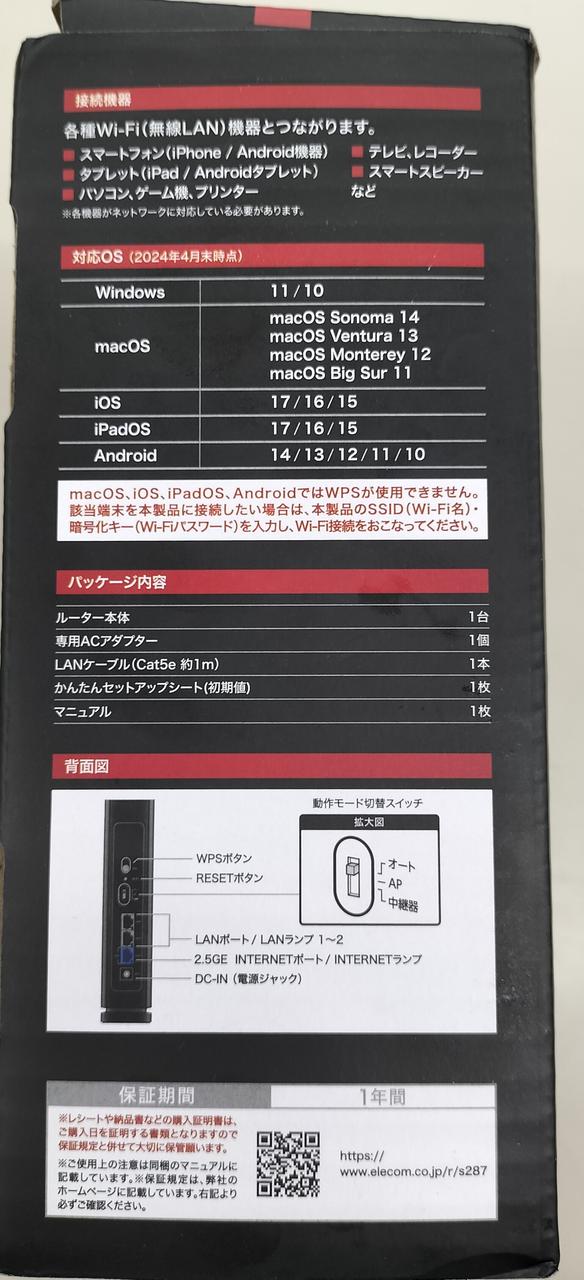 接続機器
各種Wi-Fi(無線LAN)機器とつながります。
■ スマートフォン(iPhone / Android機器)
■ テレビ、レコーダー
■ タブレット(iPad / Androidタブレット)
■ スマートスピーカー
■ パソコン、ゲーム機、プリンター
など
※各機器がネットワークに対応している必要があります。
対応OS (2024年4月末時点)
Windows 11 / 10
macOS
macOS Sonoma 14
macOS Ventura 13
macOS Monterey 12
macOS Big Sur 11
iOS 17 / 16 / 15
iPadOS 17 / 16 / 15
Android 14 / 13 / 12 / 11 / 10
macOS、iOS、iPadOS、AndroidではWPSが使用できません。
該当端末を本製品に接続したい場合は、本製品のSSID(Wi-Fi名)・
暗号化キー(Wi-Fiパスワード)を入力し、Wi-Fi接続をおこなってください。
パッケージ内容
ルーター本体 1台
専用ACアダプター 1個
LANケーブル(Cat5e 約1m) 1本
かんたんセットアップシート(初期値) 1枚
マニュアル 1枚
背面図
動作モード切替スイッチ
拡大図
オート
AP
中継器
WPSボタン
RESETボタン
LANポート/ LANランプ 1～2
2.5GE INTERNETポート/ INTERNETランプ
DC-IN (電源ジャック)
保証期間 1年間
※レシートや納品書などの購入証明書は、
ご購入日を証明する書類となりますので
保証規定と併せて大切に保管願います。
※ご使用上の注意は同梱のマニュアルに
記載しています。※保証規定は、弊社の
ホームページに記載しています。右記より
必ずご確認ください。
https://
www.elecom.co.jp/r/s287